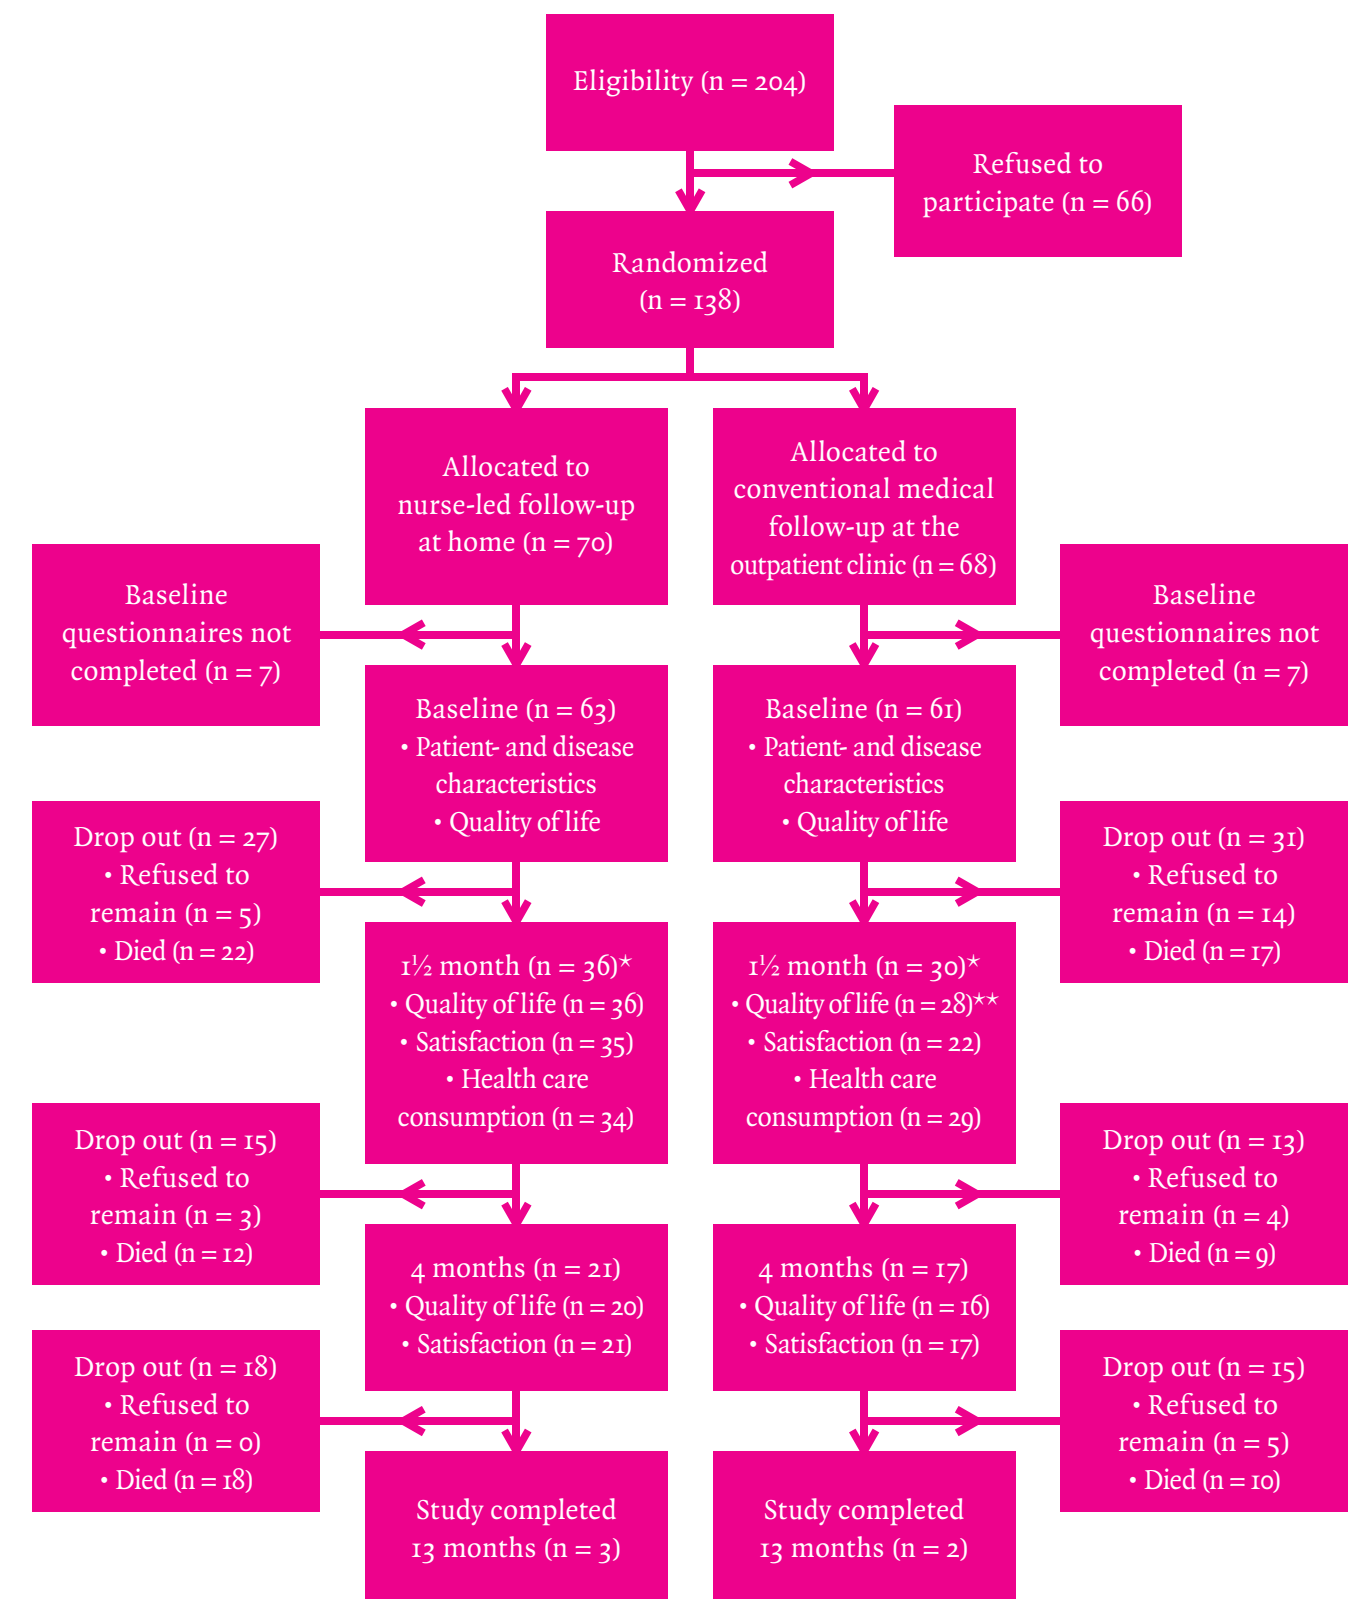 Eligibility (n = 204)
Refused to
participate (n = 66)
Randomized
(n = 138)
Allocated to
nurse-led follow-up
at home (n = 70)
Allocated to
conventional medical
follow-up at the
outpatient clinic (n = 68)
Baseline
questionnaires not
completed (n = 7)
Baseline
questionnaires not
completed (n = 7)
Baseline (n = 63)
• Patient- and disease
characteristics
• Quality of life
Baseline (n = 61)
• Patient- and disease
characteristics
• Quality of life
Drop out (n = 27)
• Refused to
remain (n = 5)
• Died (n = 22)
Drop out (n = 31)
• Refused to
remain (n = 14)
• Died (n = 17)
1½ month (n = 36)*
• Quality of life (n = 36)
• Satisfaction (n = 35)
• Health care
consumption (n = 34)
1½ month (n = 30)*
• Quality of life (n = 28)**
• Satisfaction (n = 22)
• Health care
consumption (n = 29)
Drop out (n = 15)
• Refused to
remain (n = 3)
• Died (n = 12)
Drop out (n = 13)
• Refused to
remain (n = 4)
• Died (n = 9)
4 months (n = 21)
• Quality of life (n = 20)
• Satisfaction (n = 21)
4 months (n = 17)
• Quality of life (n = 16)
• Satisfaction (n = 17)
Drop out (n = 18)
• Refused to
remain (n = 0)
• Died (n = 18)
Drop out (n = 15)
• Refused to
remain (n = 5)
• Died (n = 10)
Study completed
13 months (n = 3)
Study completed
13 months (n = 2)